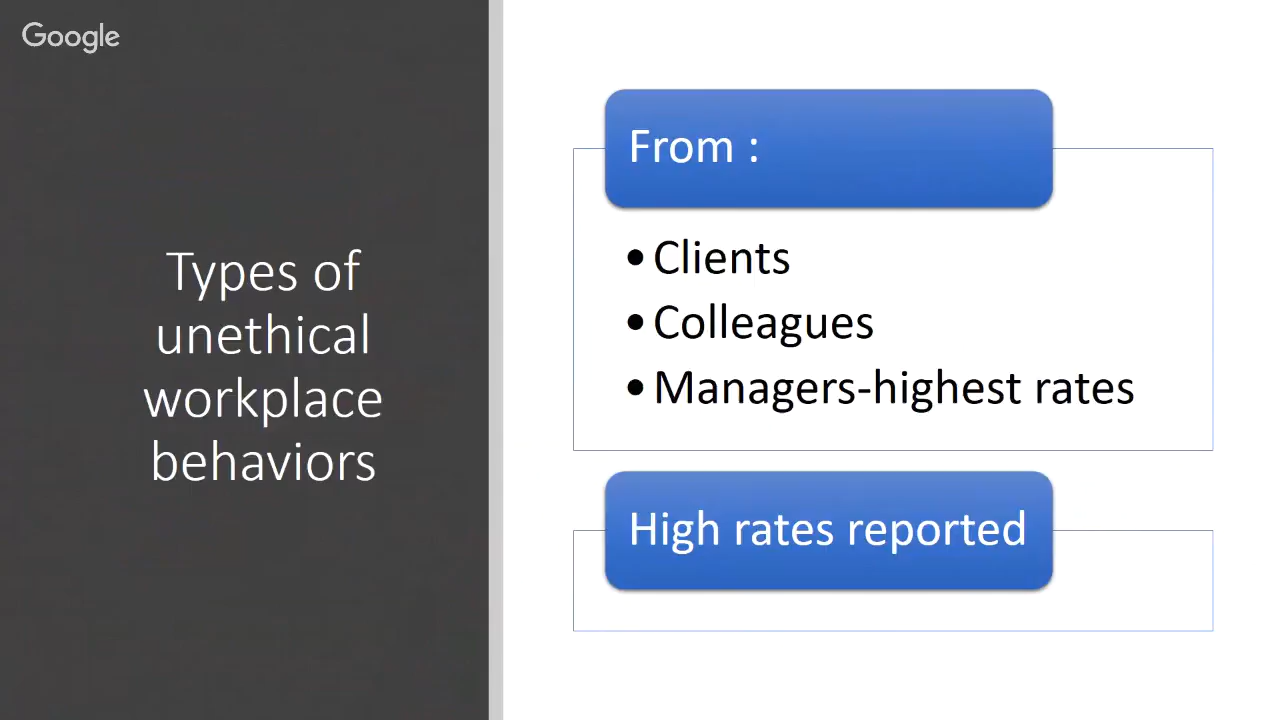 Google
Types of
unethical
workplace
behaviors
From :
•Clients
•Colleagues
•Managers-highest rates
High rates reported